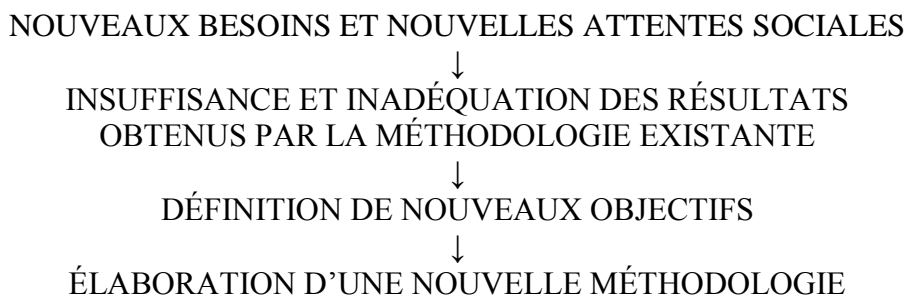 NOUVEAUX BESOINS ET NOUVELLES ATTENTES SOCIALES
↓
INSUFFISANCE ET INADÉQUATION DES RÉSULTATS
OBTENUS PAR LA MÉTHODOLOGIE EXISTANTE
↓
DÉFINITION DE NOUVEAUX OBJECTIFS
↓
ÉLABORATION D'UNE NOUVELLE MÉTHODOLOGIE